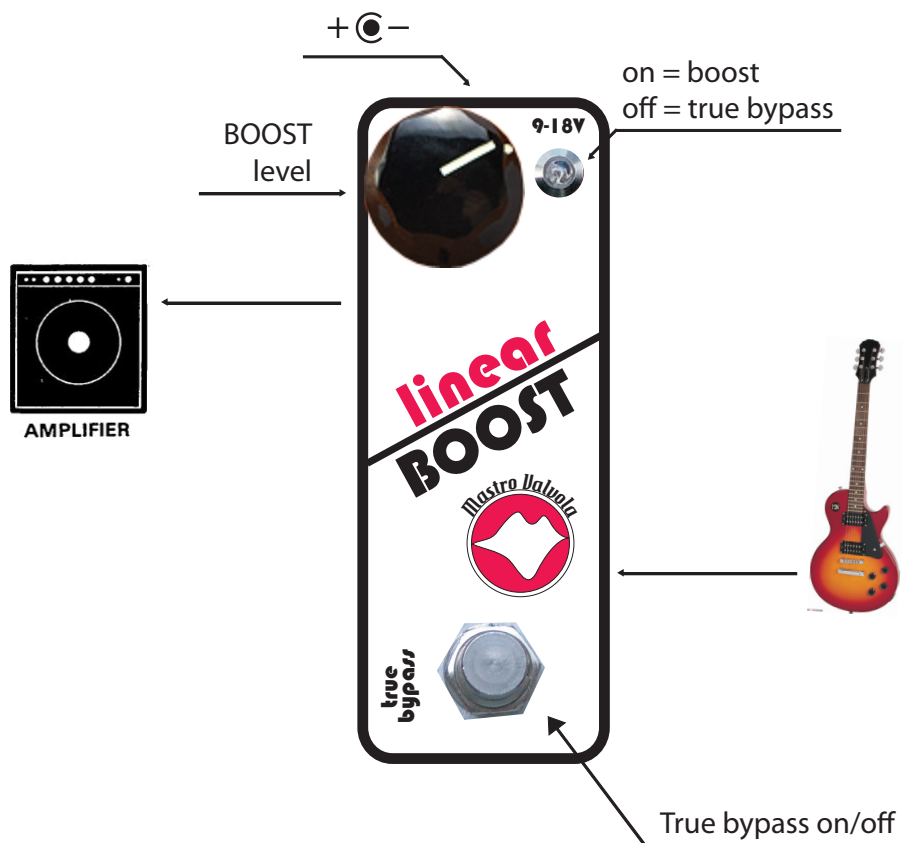 + −
on = boost
off = true bypass
9-18V
BOOST
level
linear
BOOST
AMPLIFIER
Mastro Valvola
true
bypass
True bypass on/off